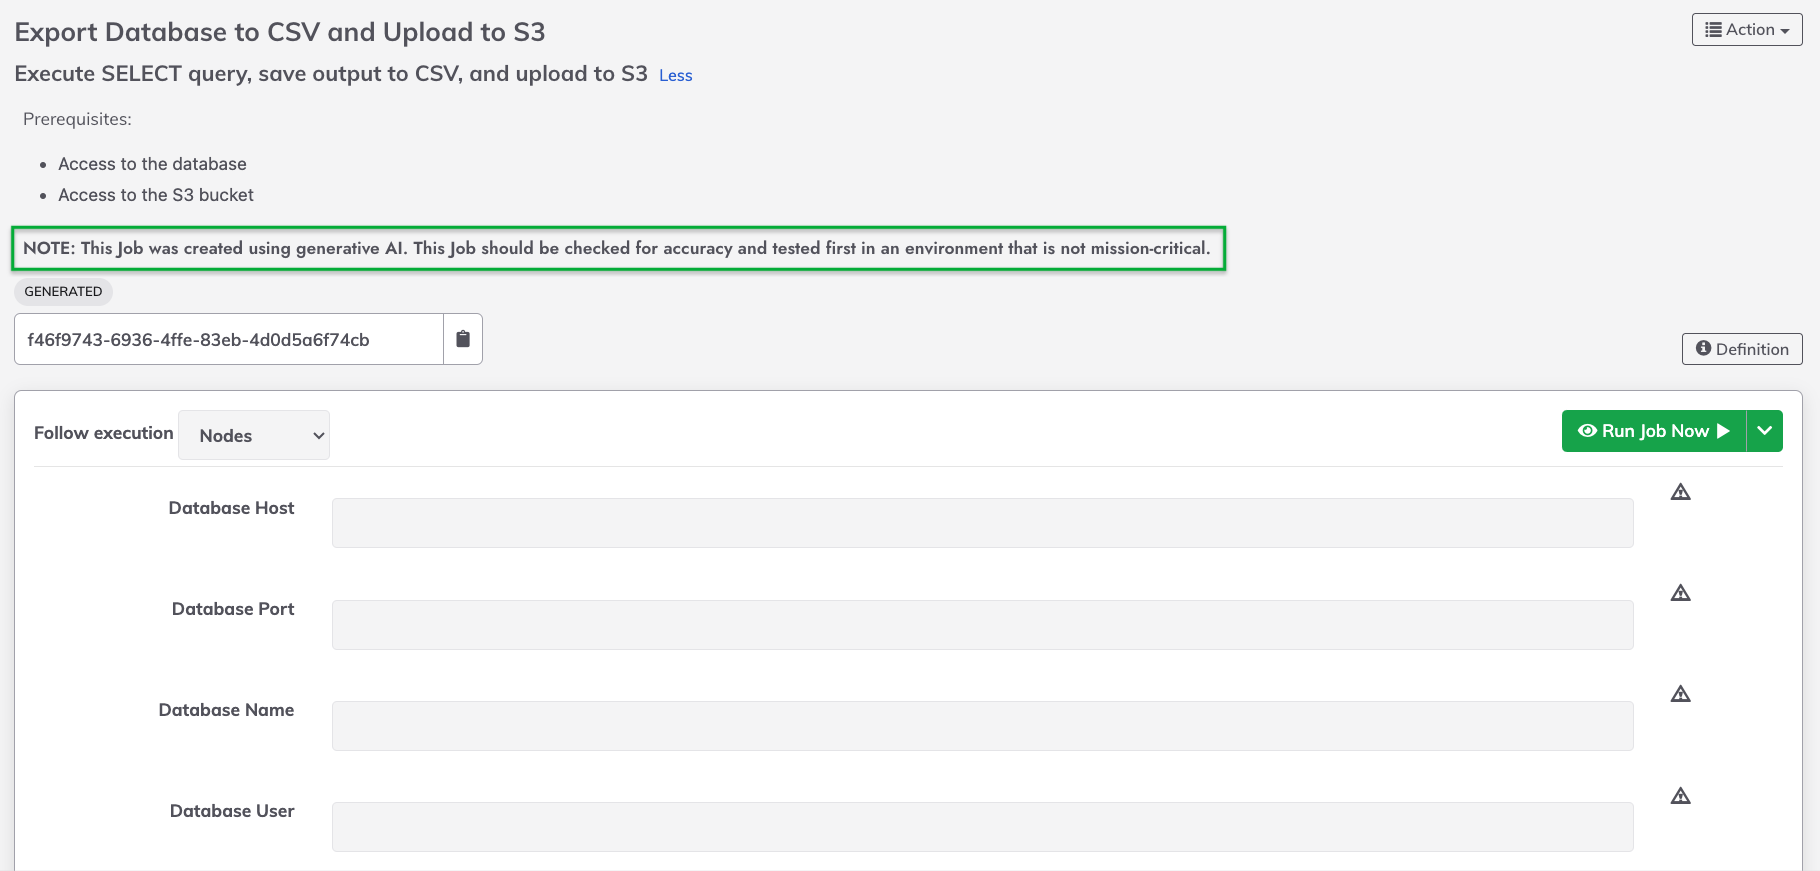 Export Database to CSV and Upload to S3
Action
Execute SELECT query, save output to CSV, and upload to S3 Less
Prerequisites:
• Access to the database
• Access to the S3 bucket
NOTE: This Job was created using generative AI. This Job should be checked for accuracy and tested first in an environment that is not mission-critical.
GENERATED
f46f9743-6936-4ffe-83eb-4d0d5a6f74cb
Definition
Follow execution Nodes
Run Job Now
Database Host
Database Port
Database Name
Database User